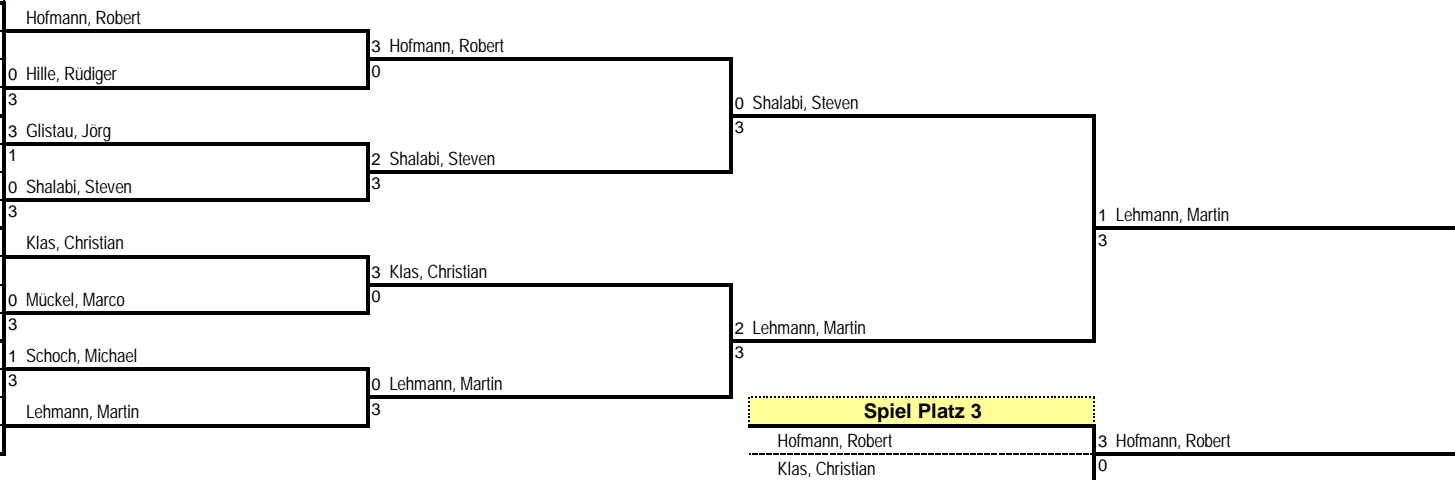 Hofmann, Robert
3 Hofmann, Robert
0 Hille, Rüdiger
0
3
0 Shalabi, Steven
3 Glistau, Jörg
3
1
2 Shalabi, Steven
0 Shalabi, Steven
3
3
1 Lehmann, Martin
Klas, Christian
3
3 Klas, Christian
0 Mückel, Marco
0
3
2 Lehmann, Martin
1 Schoch, Michael
3
3
0 Lehmann, Martin
Lehmann, Martin
3
Spiel Platz 3
Hofmann, Robert
3 Hofmann, Robert
Klas, Christian
0